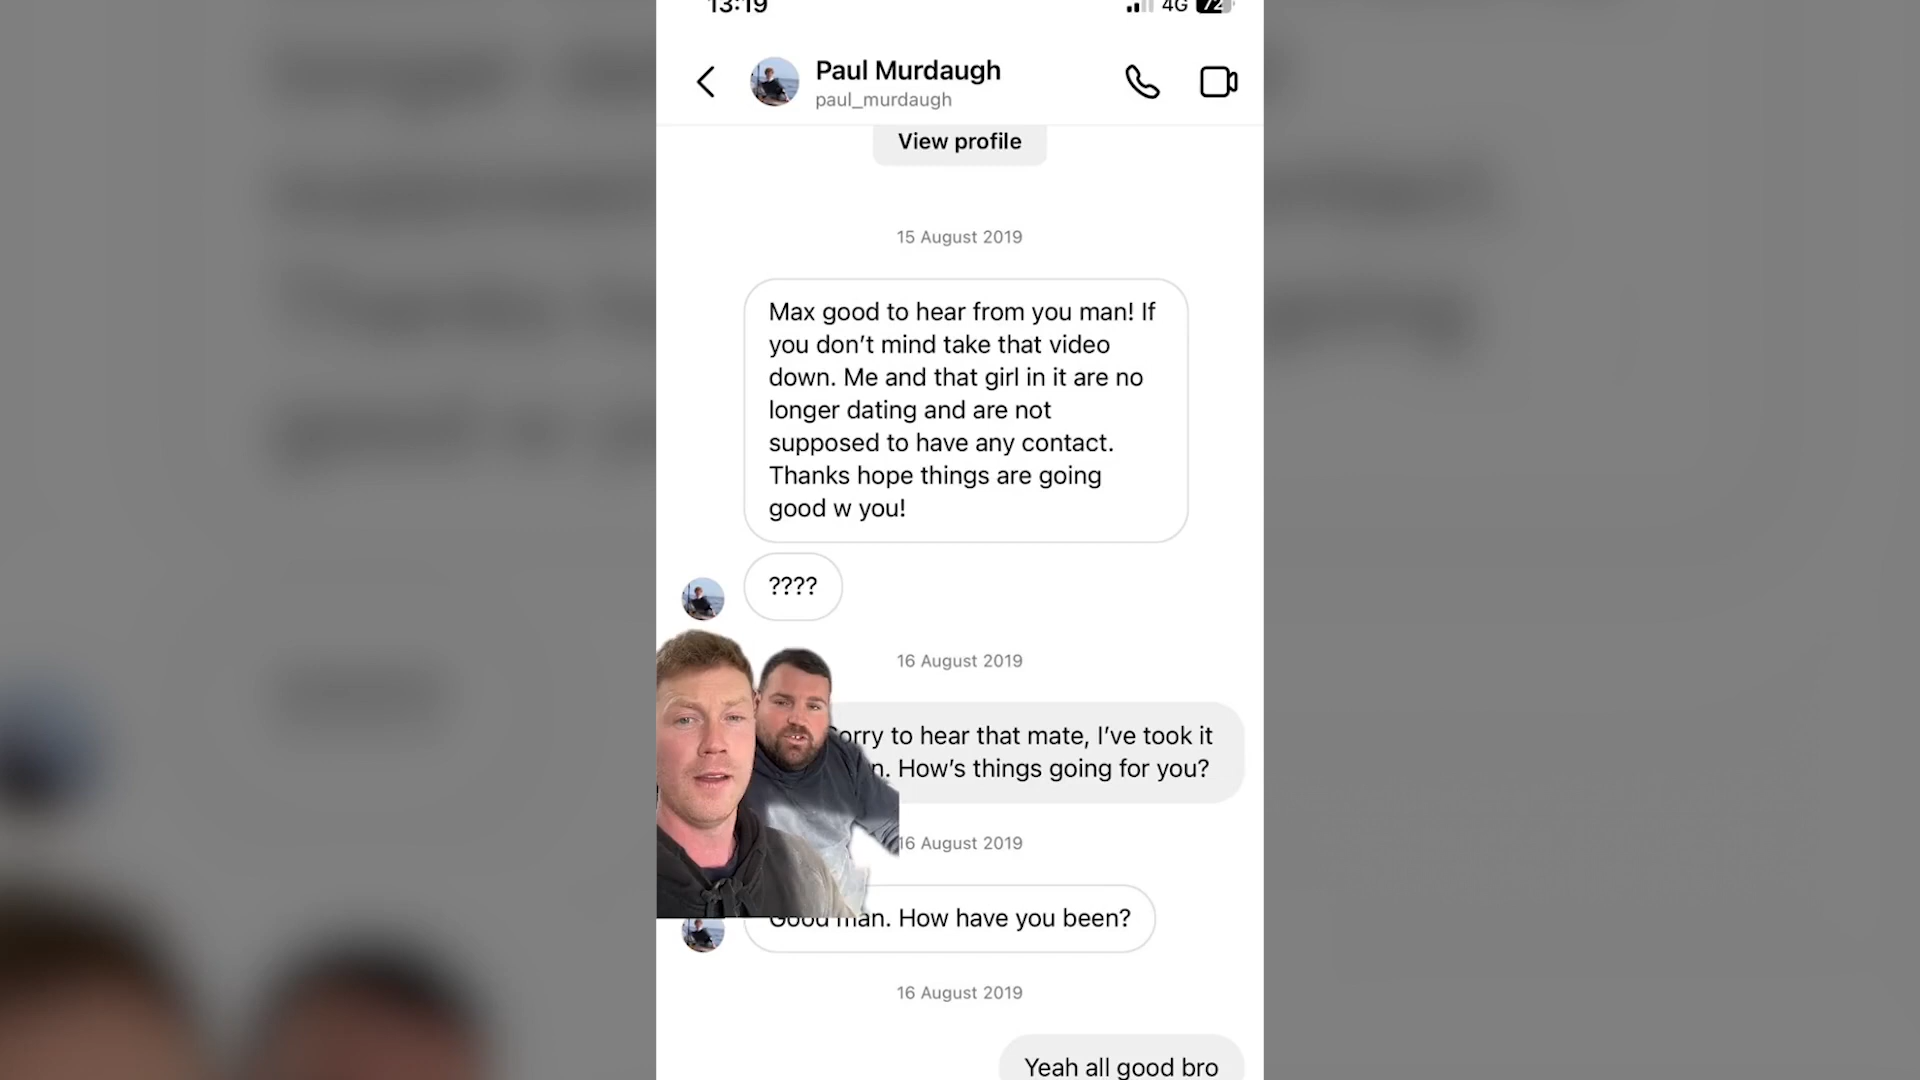 13:19
4G 72
Paul Murdaugh
paul_murdaugh
View profile
15 August 2019
Max good to hear from you man! If
you don’t mind take that video
down. Me and that girl in it are no
longer dating and are not
supposed to have any contact.
Thanks hope things are going
good w you!
????
16 August 2019
Sorry to hear that mate, I’ve took it
n. How’s things going for you?
16 August 2019
Good man. How have you been?
16 August 2019
Yeah all good bro